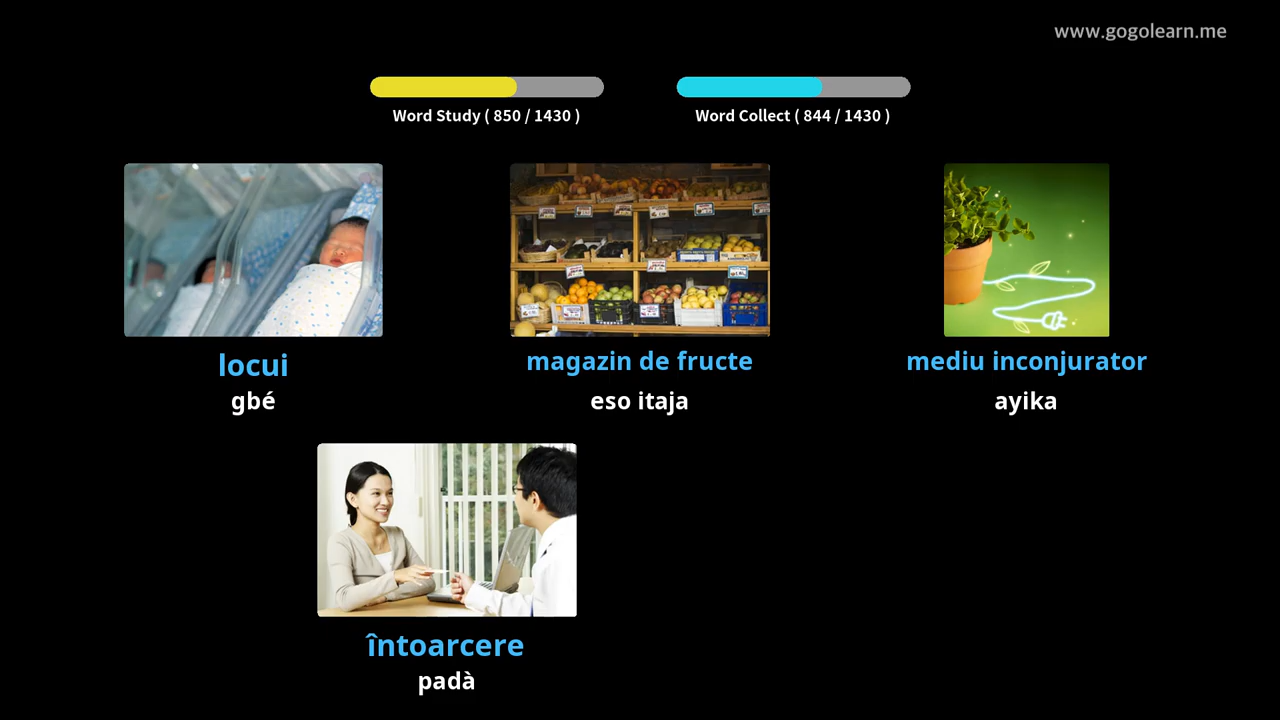 www.gogolearn.me
Word Study ( 850 / 1430 )
Word Collect ( 844 / 1430 )
locui
gbé
magazin de fructe
eso itaja
mediu inconjurator
ayika
întoarcere
padà